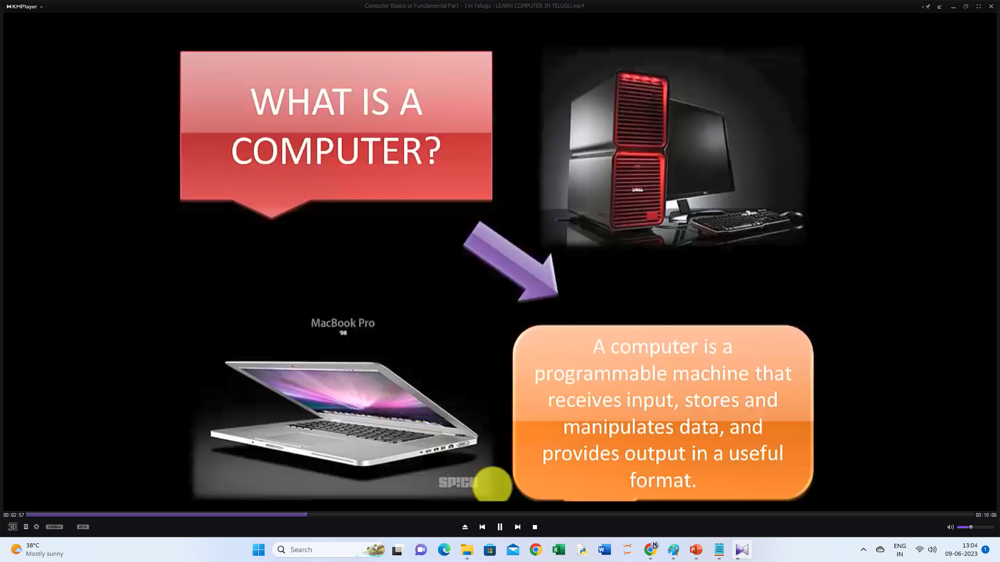 KMPlayer
Computer Basics or Fundamental Part - 1 in Telugu - LEARN COMPUTER IN TELUGU.mp4
WHAT IS A
COMPUTER?
DELL
MacBook Pro
'08
A computer is a
programmable machine that
receives input, stores and
manipulates data, and
provides output in a useful
format.
00:02:57
00:10:06
3D
H264
2CH
38°C
Mostly sunny
Search
N
ENG
IN
13:04
09-06-2023
1